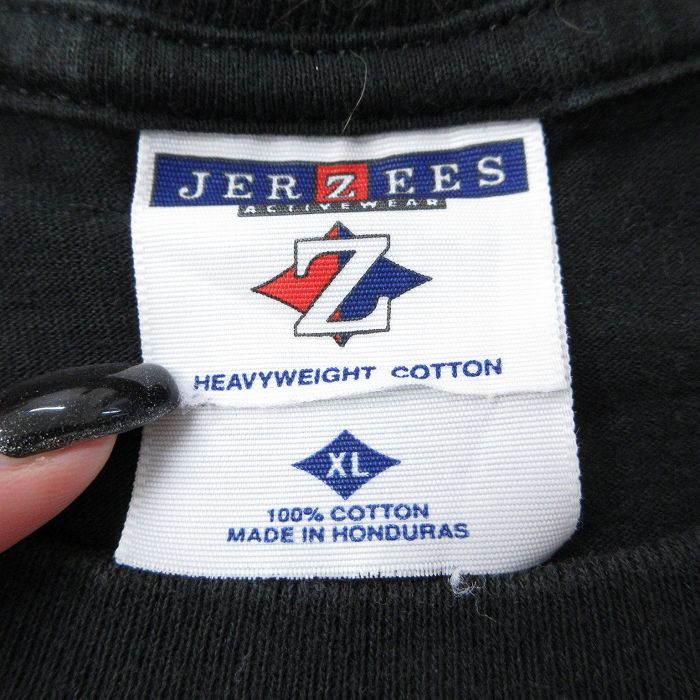 JERZEES
ACTIVEWEAR
Z
HEAVYWEIGHT COTTON
XL
100% COTTON
MADE IN HONDURAS